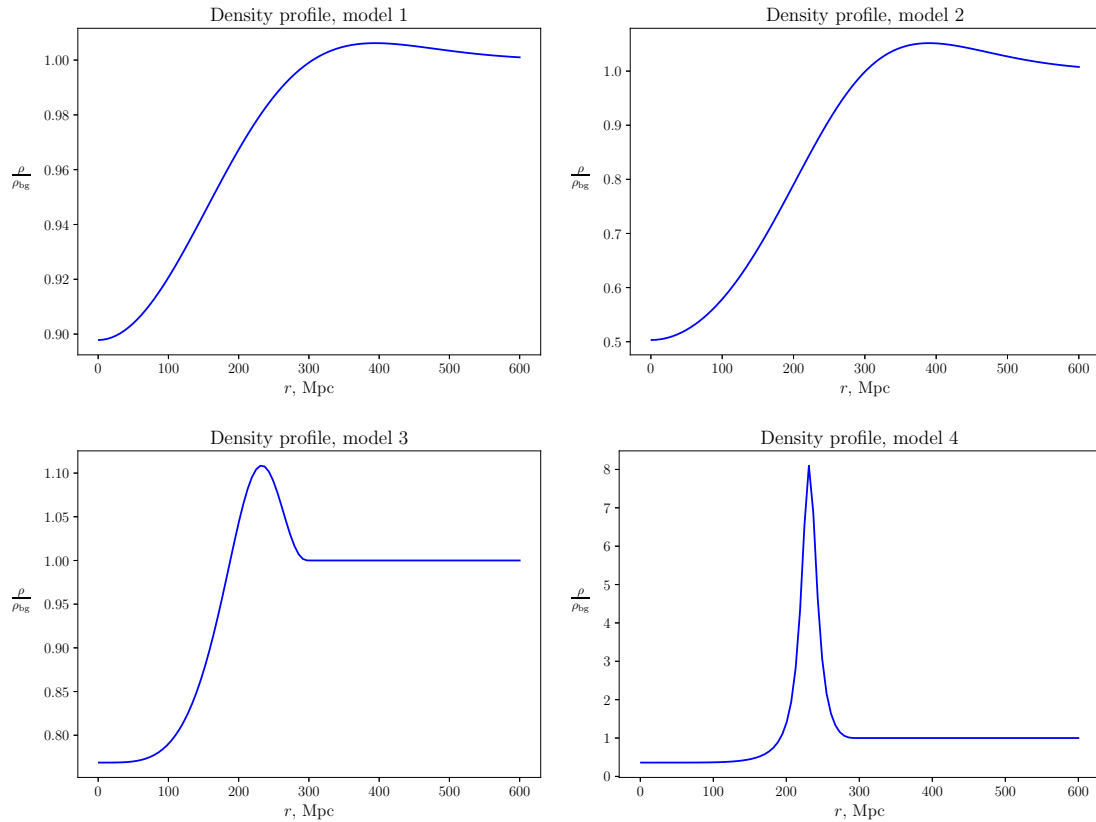 Density profile, model 1
1.00
0.98
0.96
ρ/ρbg
0.94
0.92
0.90
0 100 200 300 400 500 600
r, Mpc
Density profile, model 2
1.0
0.9
0.8
ρ/ρbg
0.7
0.6
0.5
0 100 200 300 400 500 600
r, Mpc
Density profile, model 3
1.10
1.05
1.00
ρ/ρbg
0.95
0.90
0.85
0.80
0 100 200 300 400 500 600
r, Mpc
Density profile, model 4
8
7
6
5
ρ/ρbg
4
3
2
1
0
0 100 200 300 400 500 600
r, Mpc